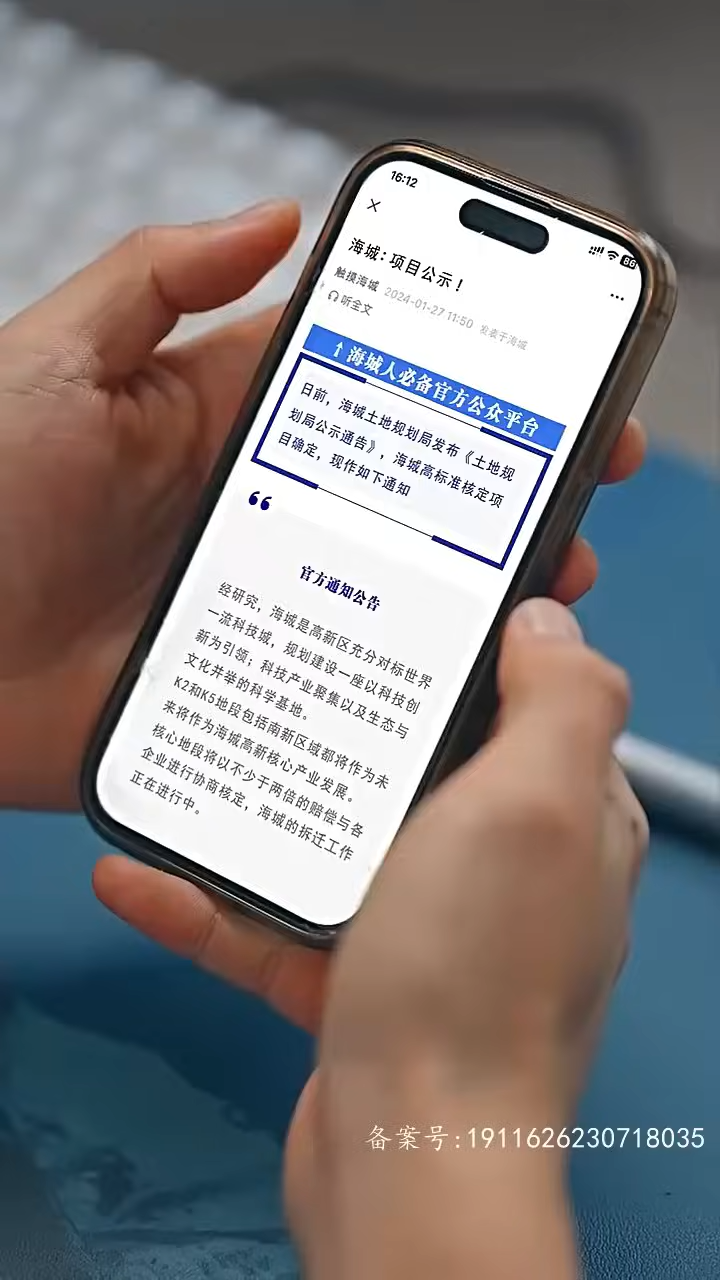 16:12
86
海城：项目公示！
触摸海城 2024-01-27 11:50 发表于海城
听全文
↑海城人必备官方公众平台
日前，海城土地规划局发布《土地规
划局公示通告》，海城高标准核定项
目确定，现作如下通知
官方通知公告
经研究，海城是高新区充分对标世界
一流科技城，规划建设一座以科技创
新为引领；科技产业聚集以及生态与
文化并举的科学基地。
K2和K5地段包括南新区域都将作为未
来将作为海城高新核心产业发展。
核心地段将以不少于两倍的赔偿与各
企业进行协商核定，海城的拆迁工作
正在进行中。
备案号:1911626230718035